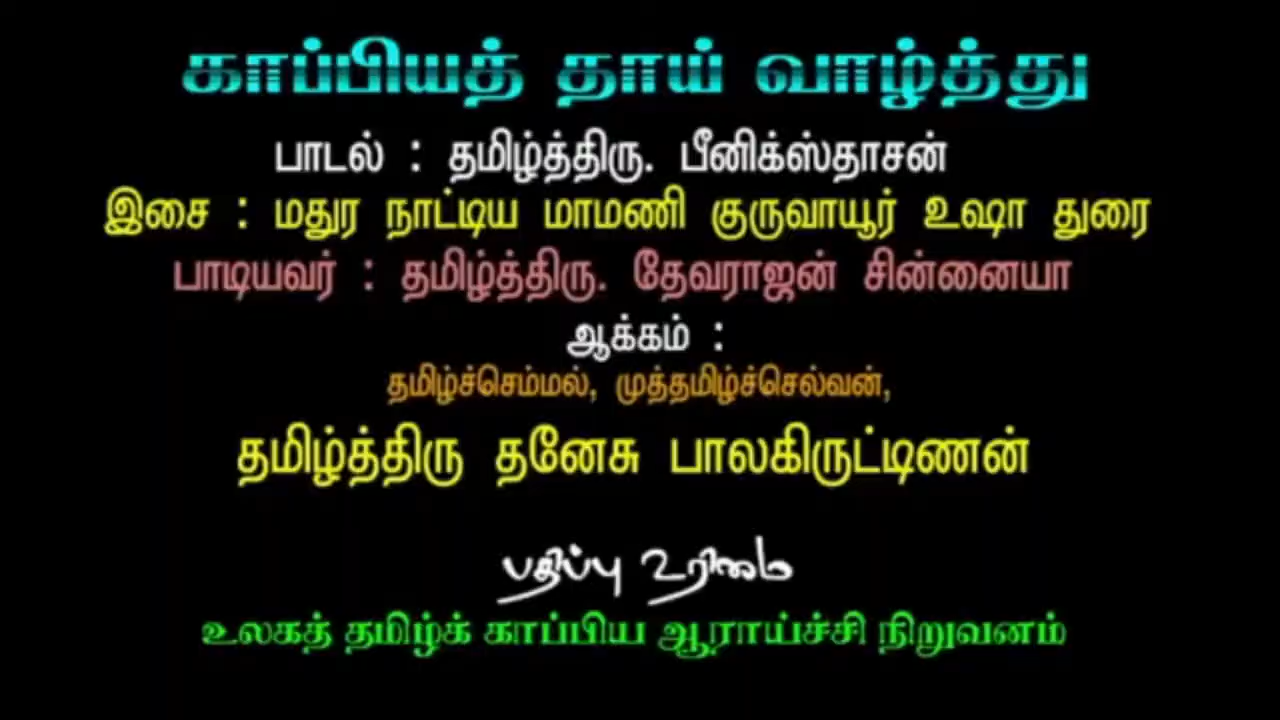 காப்பியத் தாய் வாழ்த்து
பாடல் : தமிழ்த்திரு. பீனிக்ஸ்தாசன்
இசை : மதுர நாட்டிய மாமணி குருவாயூர் உஷா துரை
பாடியவர் : தமிழ்த்திரு. தேவராஜன் சின்னையா
ஆக்கம் :
தமிழ்ச்செம்மல், முத்தமிழ்ச்செல்வன்,
தமிழ்த்திரு தனேசு பாலகிருட்டிணன்
பதிப்பு உரிமை
உலகத் தமிழ்க் காப்பிய ஆராய்ச்சி நிறுவனம்